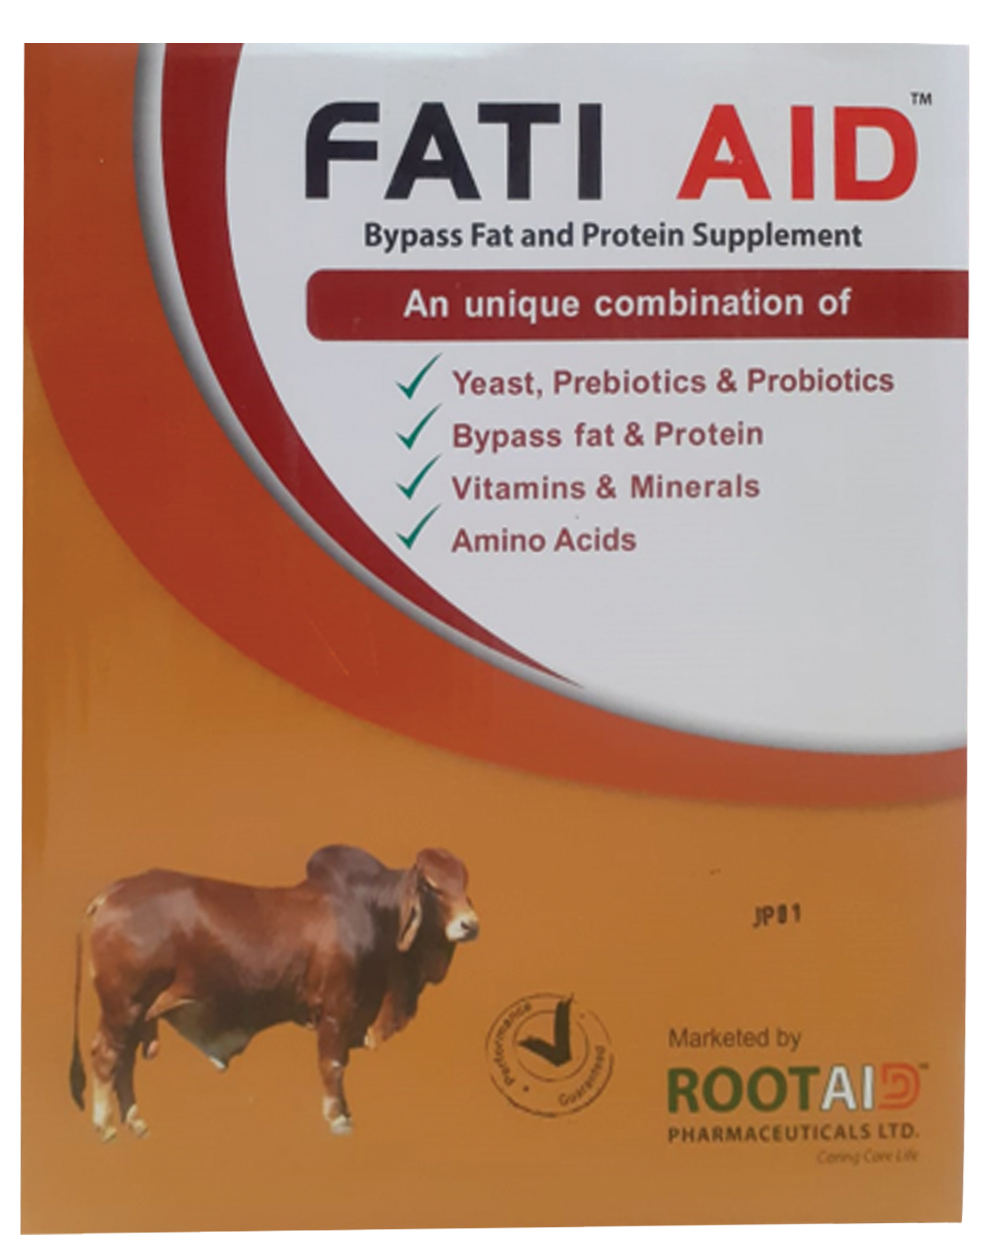 FATI AID™
Bypass Fat and Protein Supplement
An unique combination of
Yeast, Prebiotics & Probiotics
Bypass fat & Protein
Vitamins & Minerals
Amino Acids
JP01
Performance
Guaranteed
Marketed by
ROOTAID™
PHARMACEUTICALS LTD.
Caring Core Life